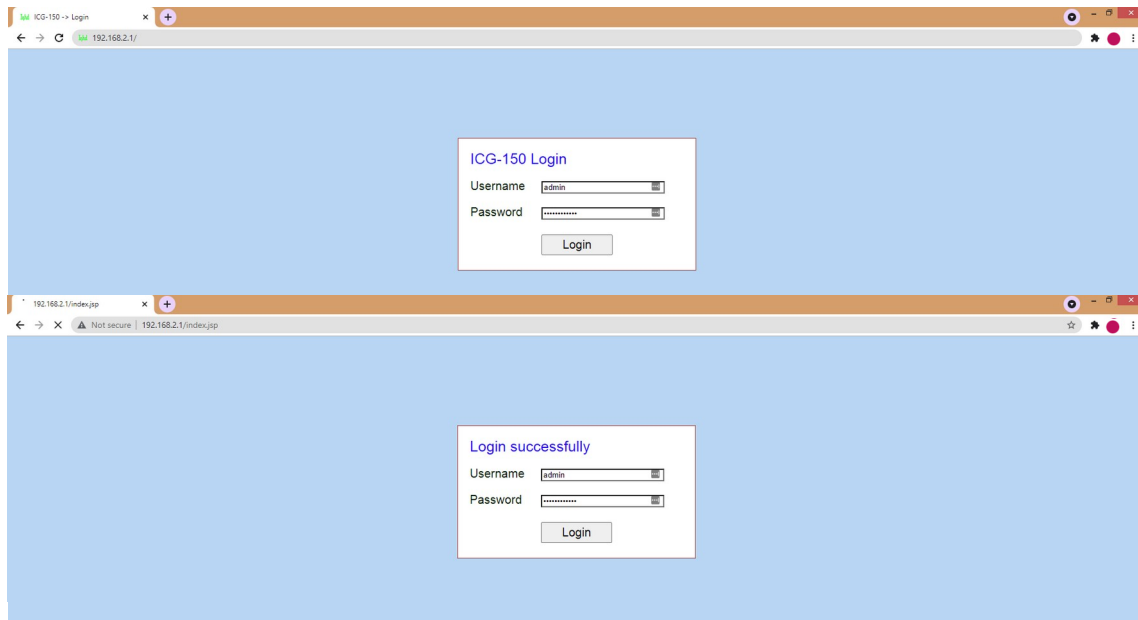 ICG-150 -> Login
192.168.2.1/
ICG-150 Login
Username admin
Password ............
Login
192.168.2.1/index.jsp
Not secure | 192.168.2.1/index.jsp
Login successfully
Username admin
Password ............
Login